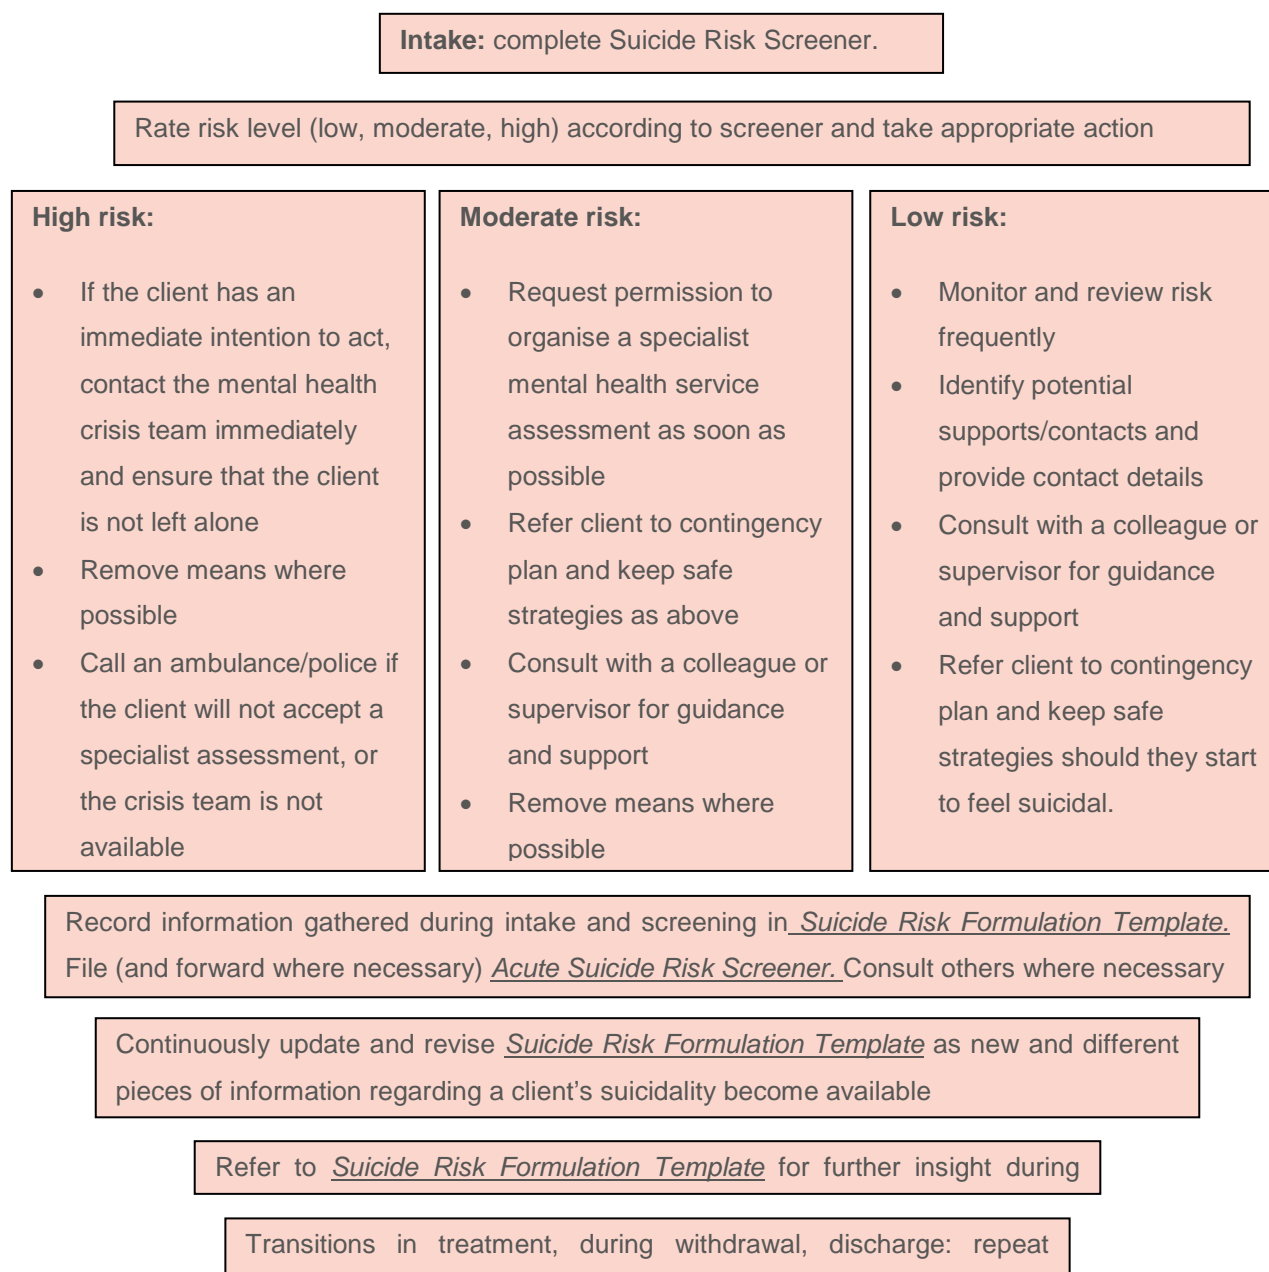 Intake: complete Suicide Risk Screener.
Rate risk level (low, moderate, high) according to screener and take appropriate action
High risk:
• If the client has an
immediate intention to act,
contact the mental health
crisis team immediately
and ensure that the client
is not left alone
• Remove means where
possible
• Call an ambulance/police if
the client will not accept a
specialist assessment, or
the crisis team is not
available
Moderate risk:
• Request permission to
organise a specialist
mental health service
assessment as soon as
possible
• Refer client to contingency
plan and keep safe
strategies as above
• Consult with a colleague or
supervisor for guidance
and support
• Remove means where
possible
Low risk:
• Monitor and review risk
frequently
• Identify potential
supports/contacts and
provide contact details
• Consult with a colleague or
supervisor for guidance
and support
• Refer client to contingency
plan and keep safe
strategies should they start
to feel suicidal.
Record information gathered during intake and screening in Suicide Risk Formulation Template.
File (and forward where necessary) Acute Suicide Risk Screener. Consult others where necessary
Continuously update and revise Suicide Risk Formulation Template as new and different
pieces of information regarding a client’s suicidality become available
Refer to Suicide Risk Formulation Template for further insight during
Transitions in treatment, during withdrawal, discharge: repeat